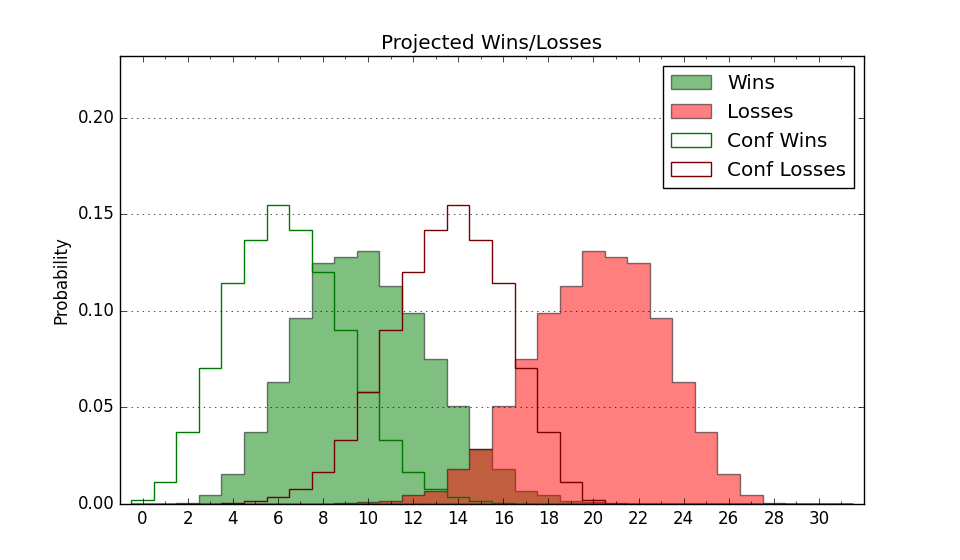 Projected Wins/Losses
Wins
Losses
Conf Wins
Conf Losses
Probability
0.20
0.15
0.10
0.05
0.00
0 2 4 6 8 10 12 14 16 18 20 22 24 26 28 30